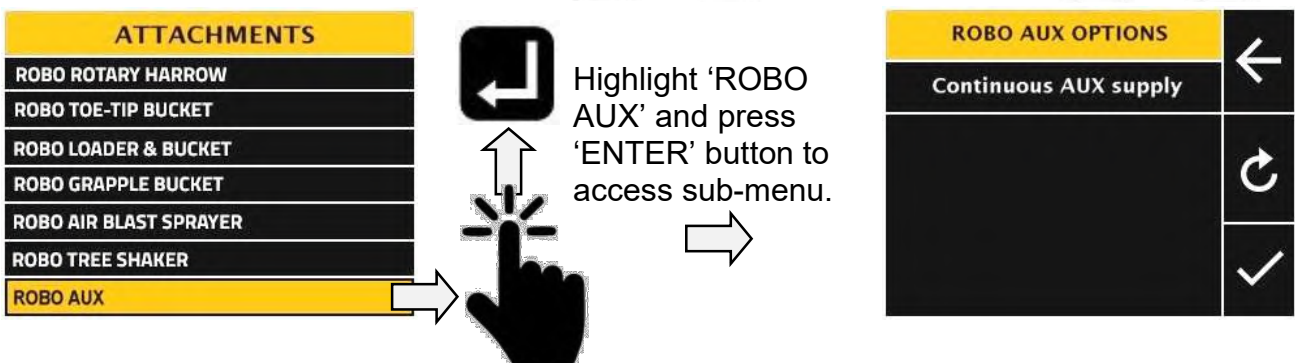 ATTACHMENTS
ROBO ROTARY HARROW
ROBO TOE-TIP BUCKET
ROBO LOADER & BUCKET
ROBO GRAPPLE BUCKET
ROBO AIR BLAST SPRAYER
ROBO TREE SHAKER
ROBO AUX
Highlight ‘ROBO
AUX’ and press
‘ENTER’ button to
access sub-menu.
ROBO AUX OPTIONS
Continuous AUX supply